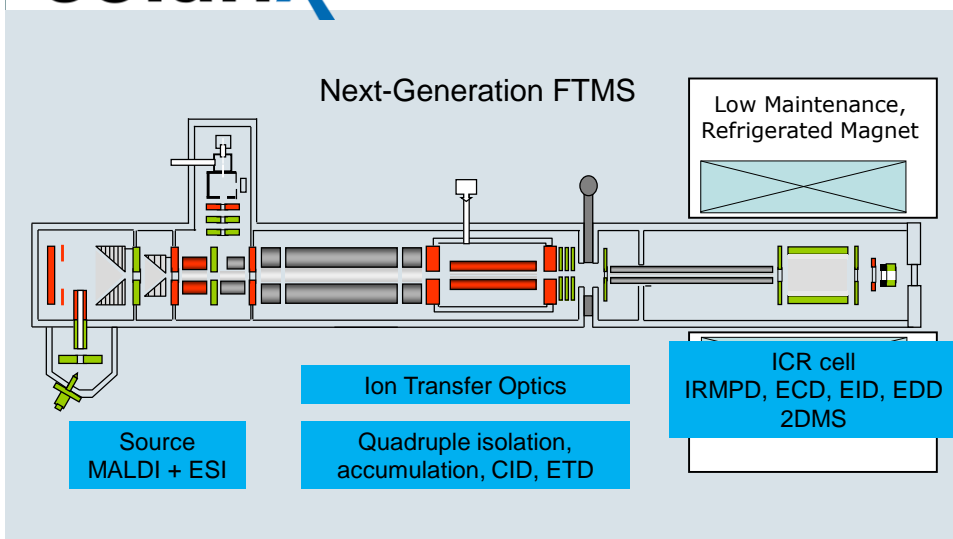 Next-Generation FTMS
Low Maintenance,
Refrigerated Magnet
ICR cell
IRMPD, ECD, EID, EDD
2DMS
Ion Transfer Optics
Source
MALDI + ESI
Quadruple isolation,
accumulation, CID, ETD